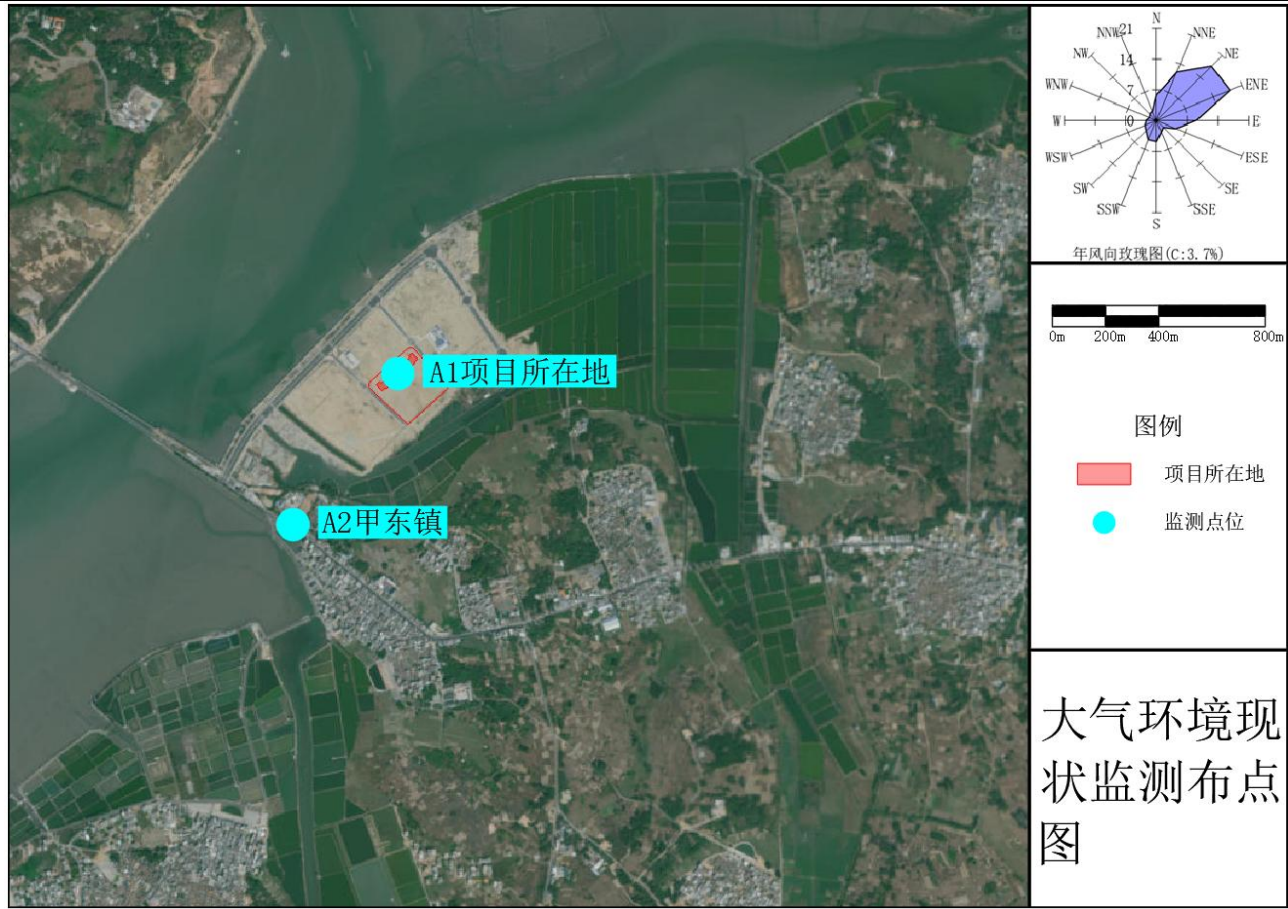 N
NNW
NNE
21
NW
NE
14
WNW
ENE
7
W
0
E
WSW
ESE
SW
SE
SSW
SSE
S
年风向玫瑰图(C:3.7%)
0m 200m 400m 800m
图例
项目所在地
监测点位
A1项目所在地
A2甲东镇
大气环境现
状监测布点
图